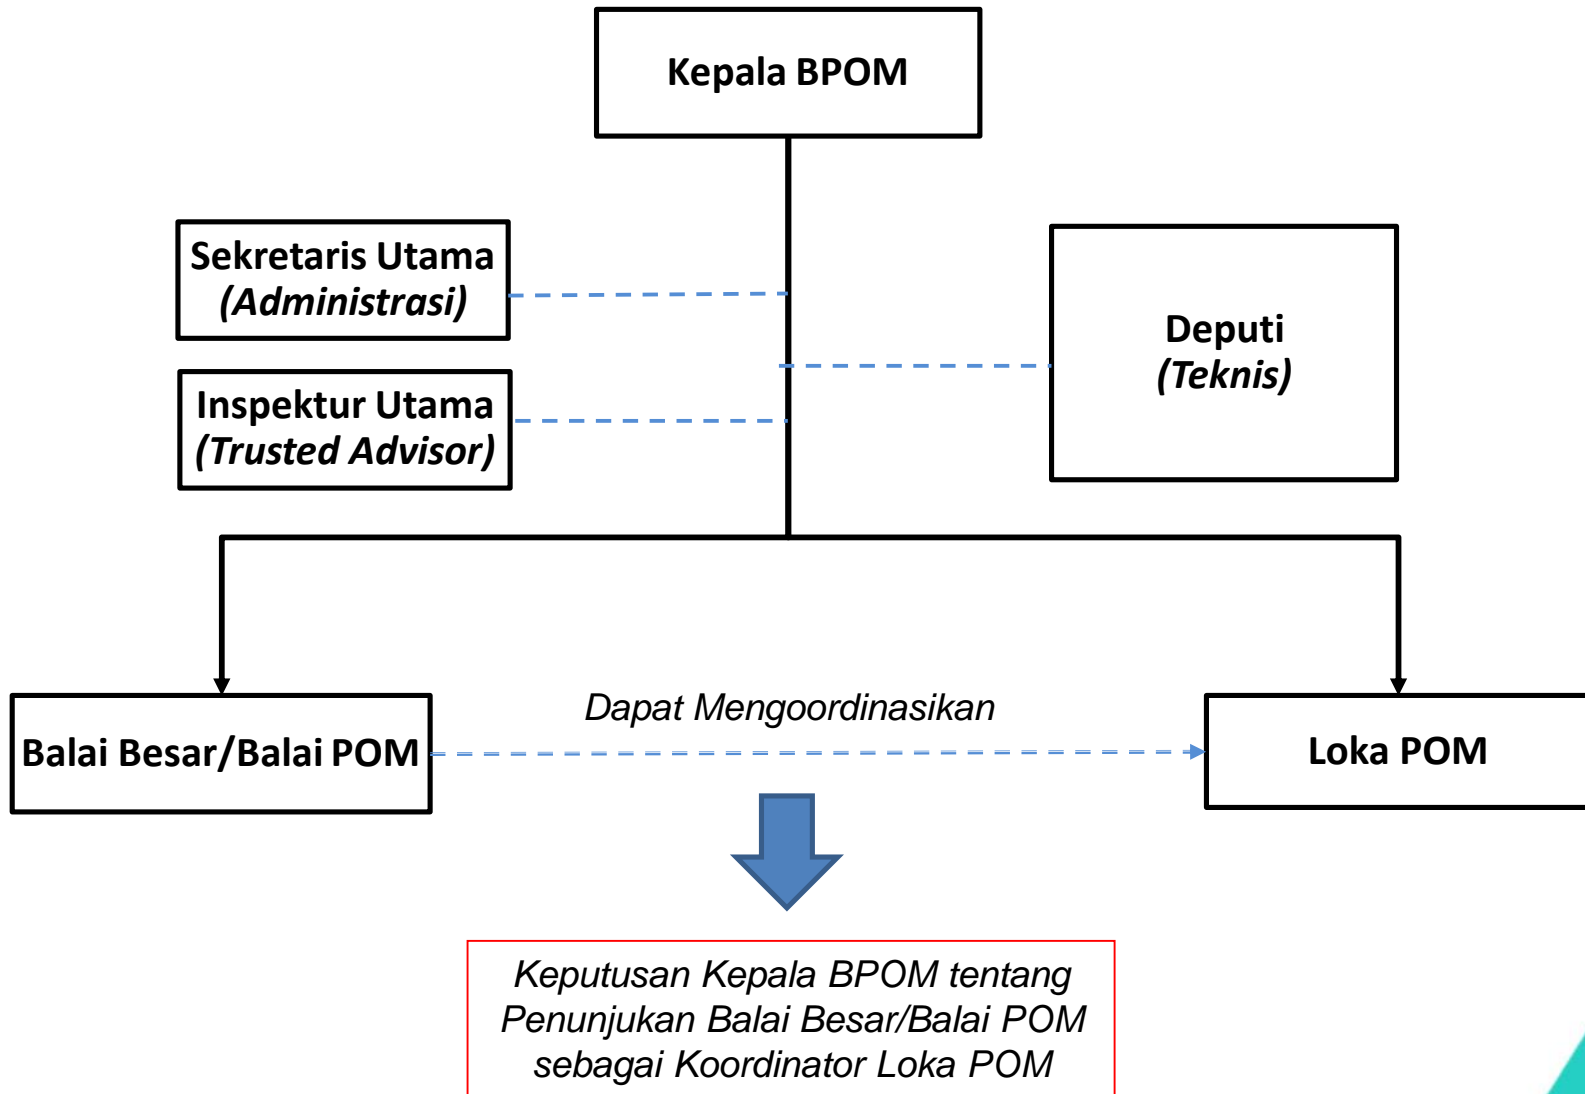 Kepala BPOM
Sekretaris Utama
(Administrasi)
Inspektur Utama
(Trusted Advisor)
Deputi
(Teknis)
Balai Besar/Balai POM
Dapat Mengoordinasikan
Loka POM
Keputusan Kepala BPOM tentang
Penunjukan Balai Besar/Balai POM
sebagai Koordinator Loka POM